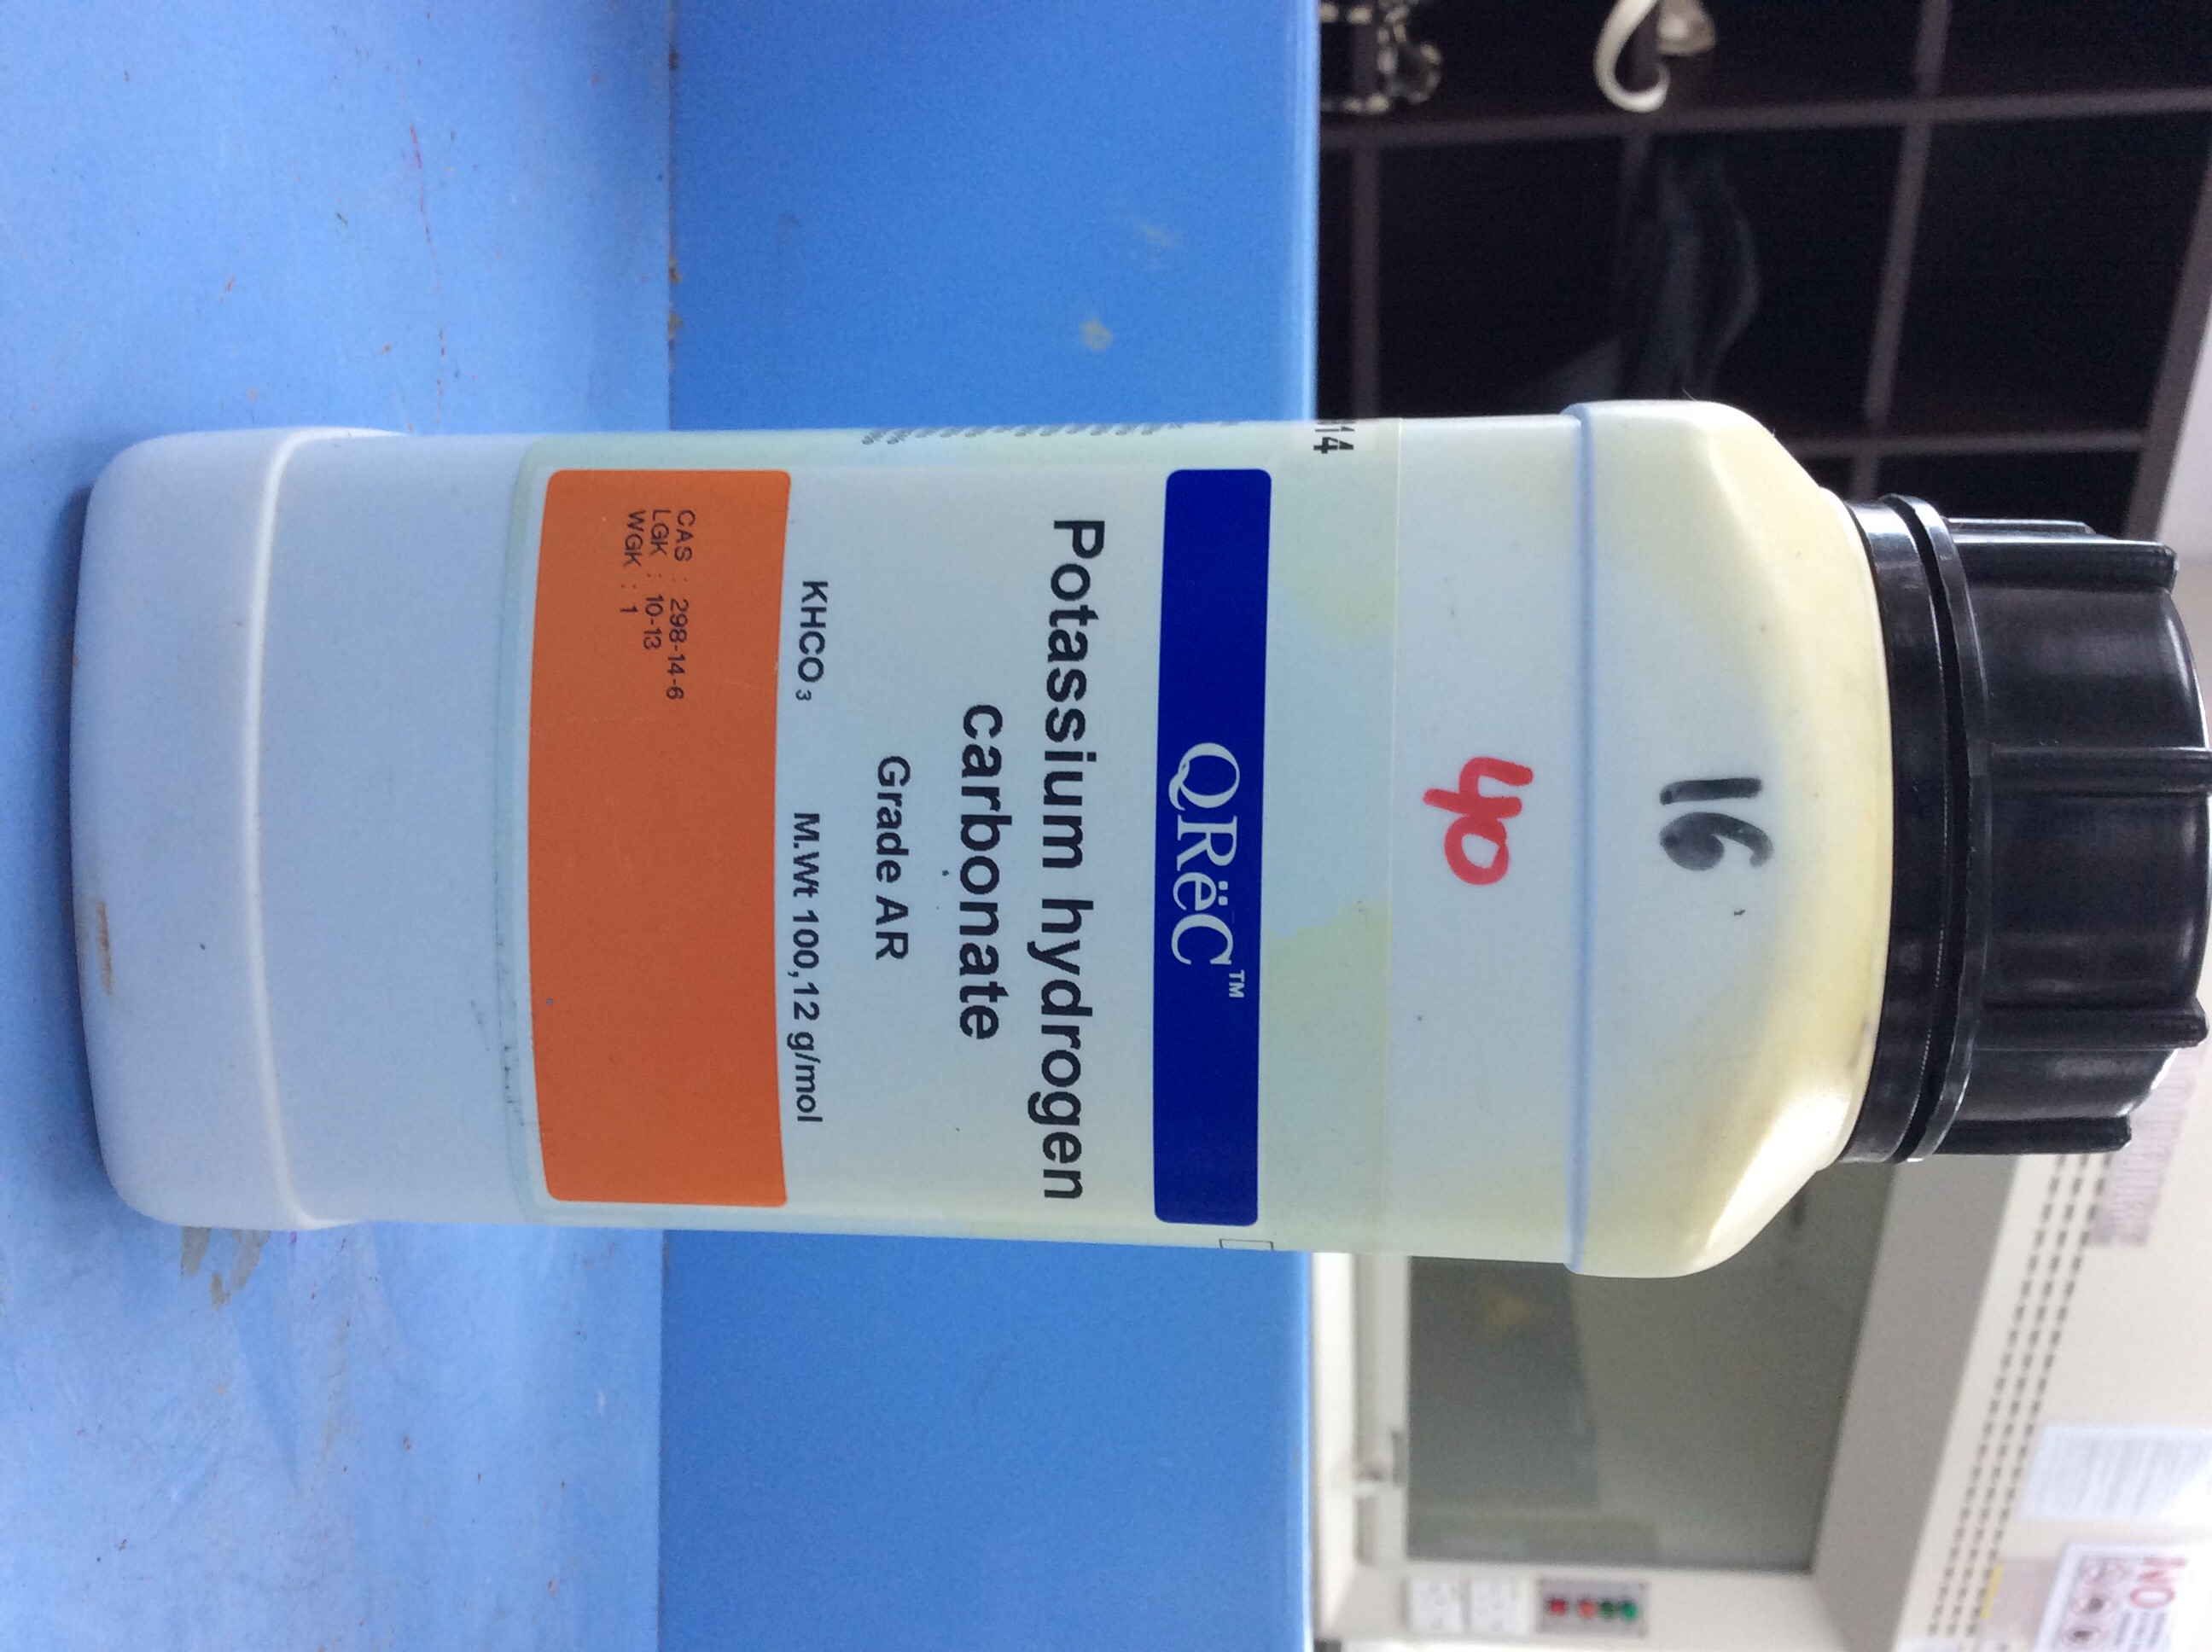 16
40
14
QRëC™
Potassium hydrogen
carbonate
Grade AR
KHCO₃ M.Wt 100,12 g/mol
CAS : 298-14-6
LGK : 10-13
WGK : 1
NO